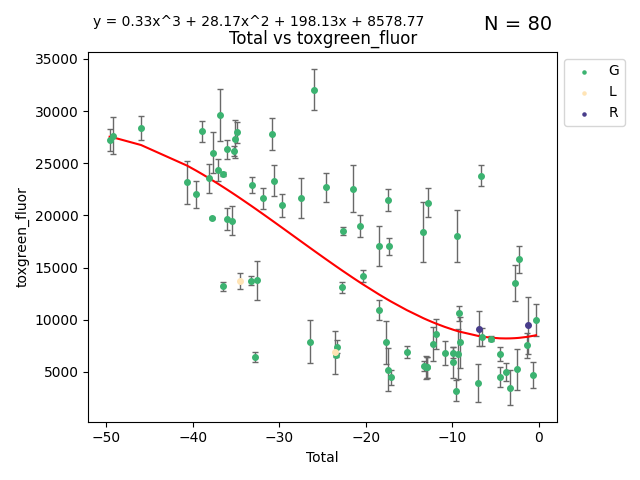 y = 0.33x^3 + 28.17x^2 + 198.13x + 8578.77
N = 80
Total vs toxgreen_fluor
35000
30000
25000
20000
15000
10000
5000
toxgreen_fluor
−50
−40
−30
−20
−10
0
Total
G
L
R